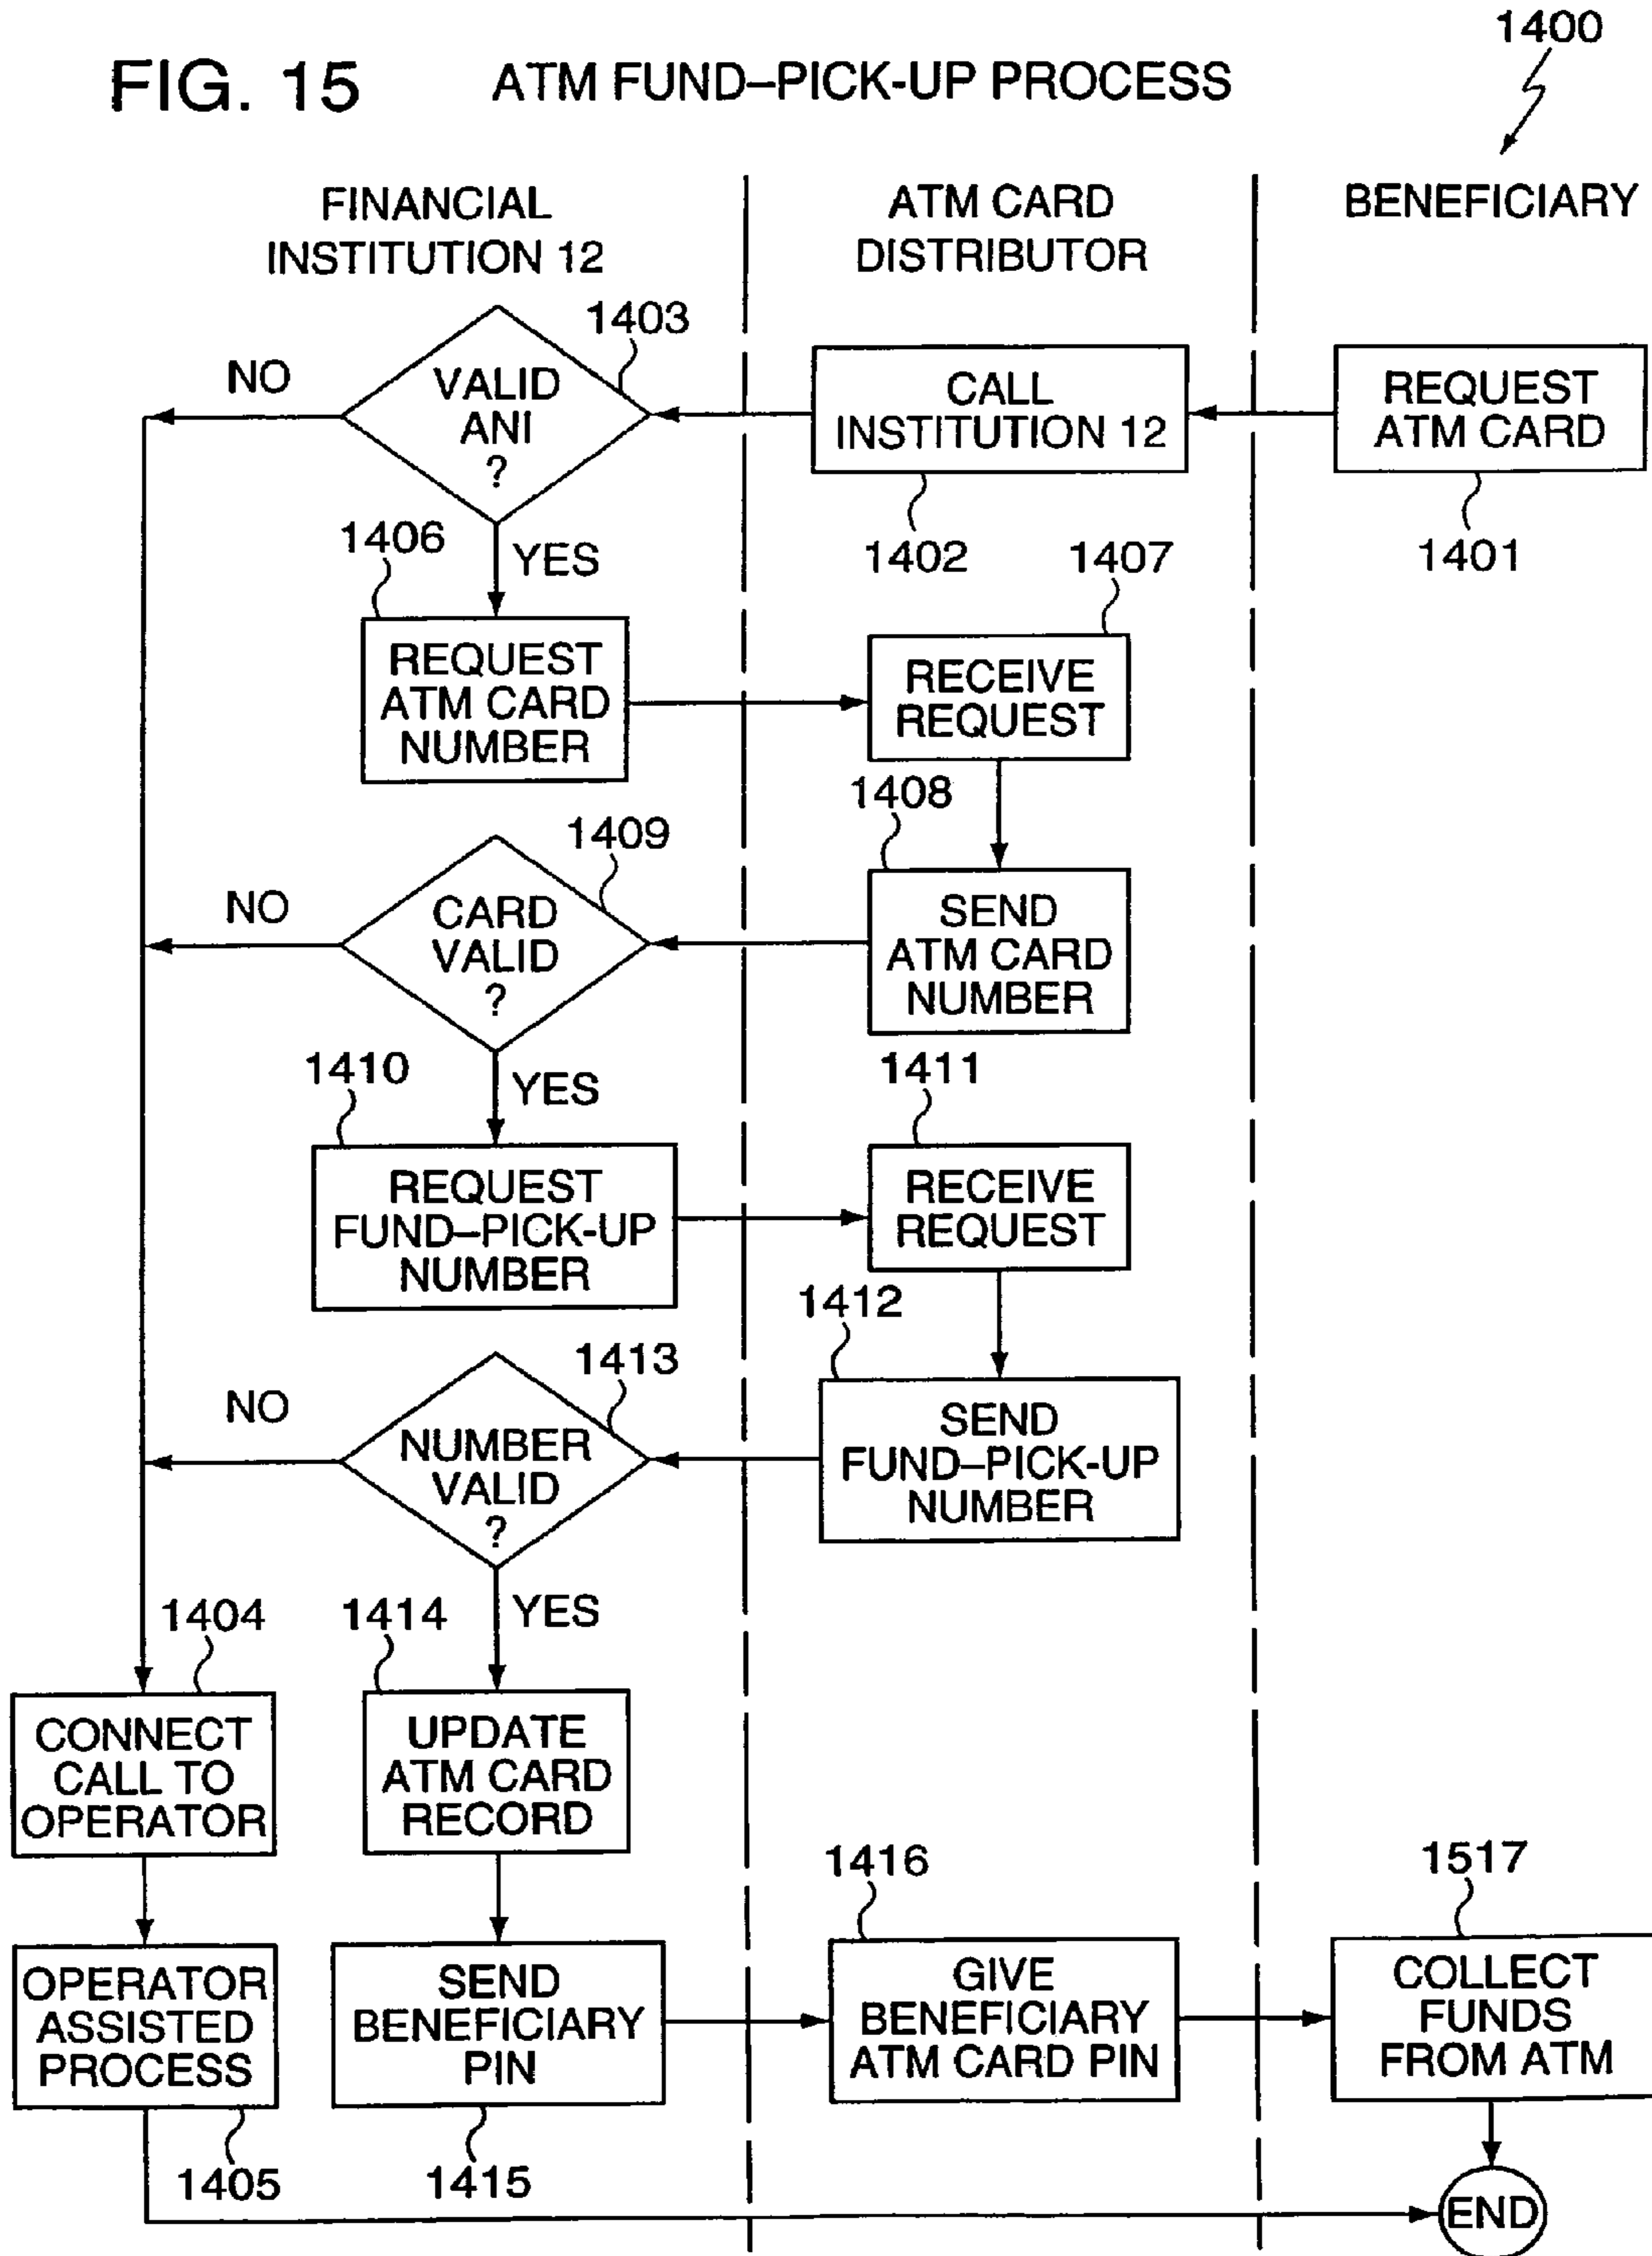 1400
FIG. 15 ATM FUND–PICK-UP PROCESS
FINANCIAL
INSTITUTION 12
ATM CARD
DISTRIBUTOR
BENEFICIARY
1403
NO
VALID
ANI
?
CALL
INSTITUTION 12
REQUEST
ATM CARD
1406
YES
1402
1407
1401
REQUEST
ATM CARD
NUMBER
RECEIVE
REQUEST
1408
1409
NO
CARD
VALID
?
SEND
ATM CARD
NUMBER
1410
YES
1411
REQUEST
FUND–PICK-UP
NUMBER
RECEIVE
REQUEST
1412
1413
NO
NUMBER
VALID
?
SEND
FUND–PICK-UP
NUMBER
1404
1414
YES
CONNECT
CALL TO
OPERATOR
UPDATE
ATM CARD
RECORD
1416
1517
OPERATOR
ASSISTED
PROCESS
SEND
BENEFICIARY
PIN
GIVE
BENEFICIARY
ATM CARD PIN
COLLECT
FUNDS
FROM ATM
1405
1415
END